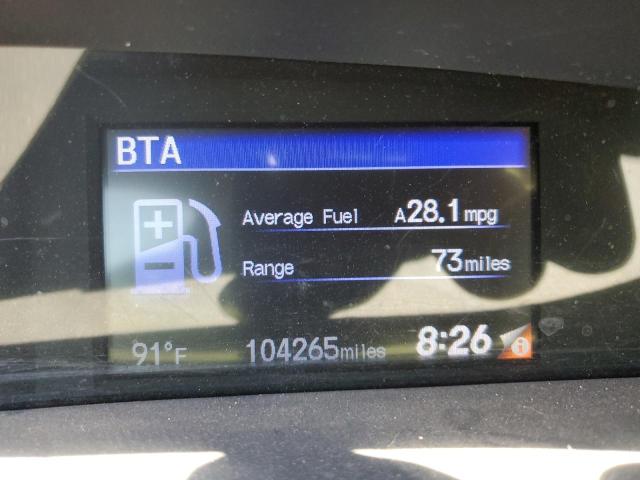 BTA
Average Fuel A28.1mpg
Range 73miles
91°F 104265miles 8:26 i